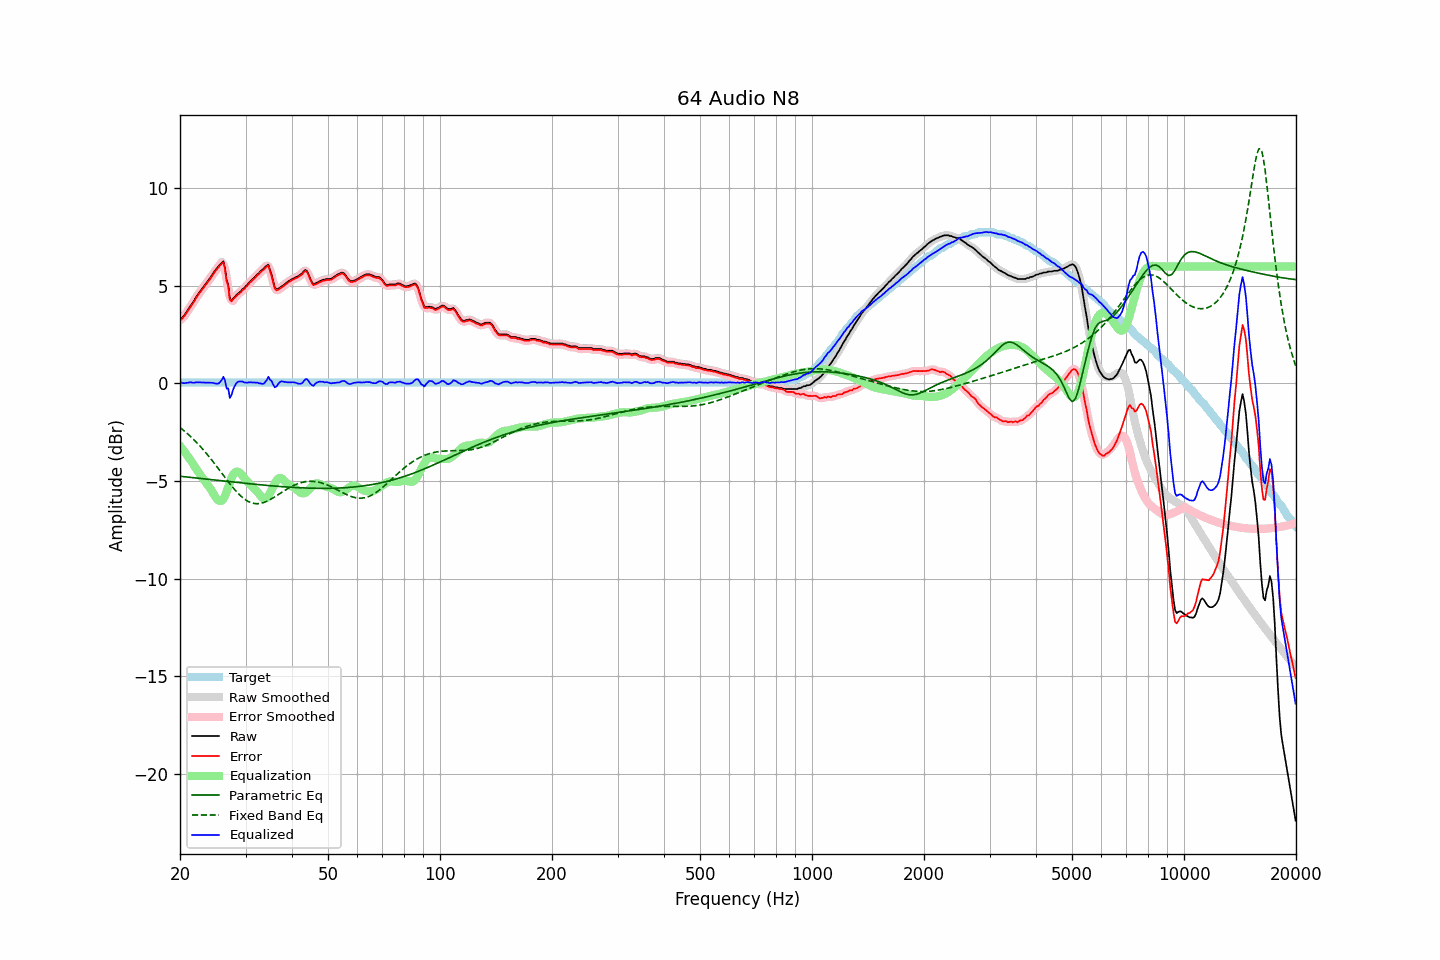 64 Audio N8
Amplitude (dBr)
10
5
0
−5
−10
−15
−20
Target
Raw Smoothed
Error Smoothed
Raw
Error
Equalization
Parametric Eq
Fixed Band Eq
Equalized
20 50 100 200 500 1000 2000 5000 10000 20000
Frequency (Hz)